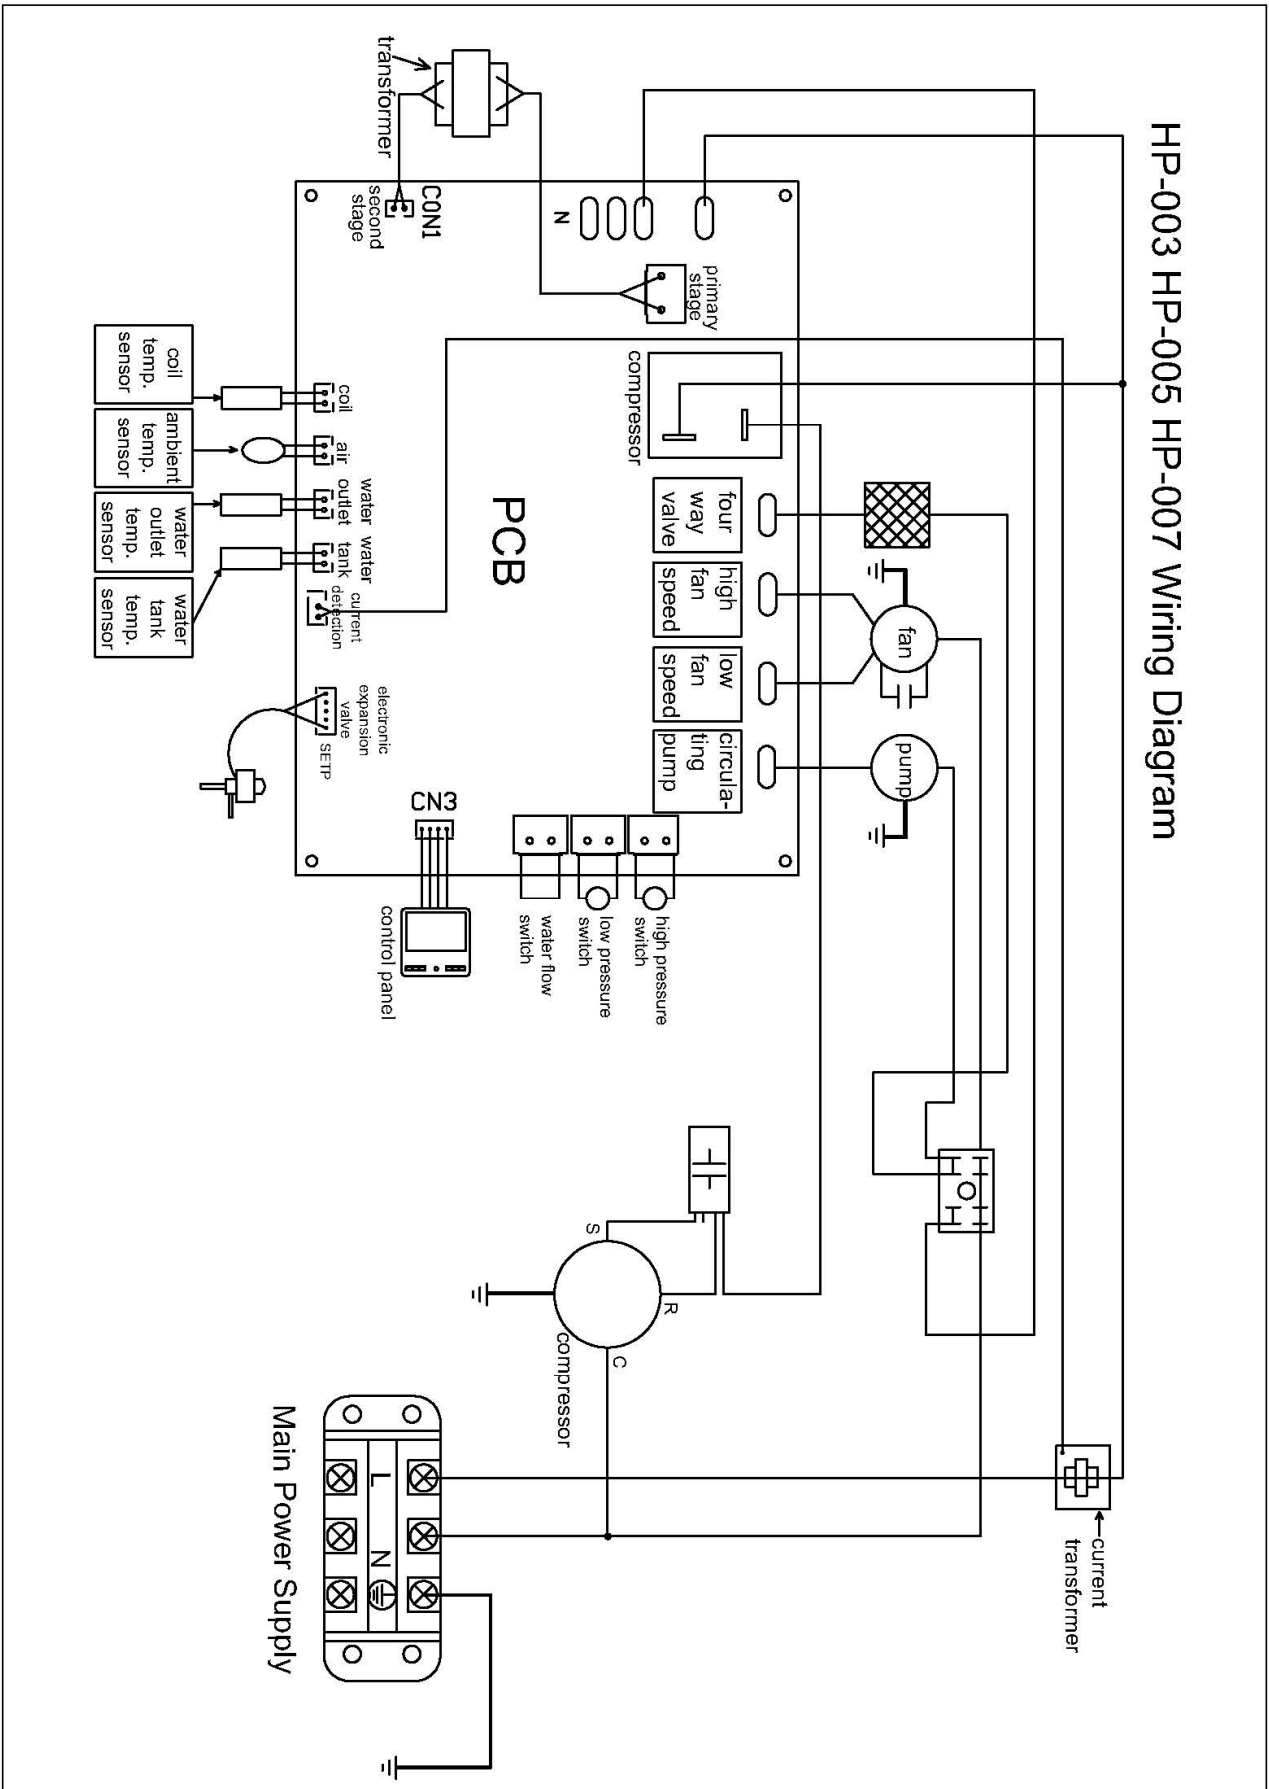 HP-003 HP-005 HP-007 Wiring Diagram
transformer
CON1
second
stage
N
primary
stage
compressor
four
way
valve
high
fan
speed
low
fan
speed
circula-
ting
pump
fan
pump
PCB
coil
air
water
outlet
water
tank
current
detection
electronic
expansion
valve
SETP
coil
temp.
sensor
ambient
temp.
sensor
water
outlet
temp.
sensor
water
tank
temp.
sensor
CN3
control panel
high pressure
switch
low pressure
switch
water flow
switch
S
R
C
compressor
current
transformer
L
N
Main Power Supply